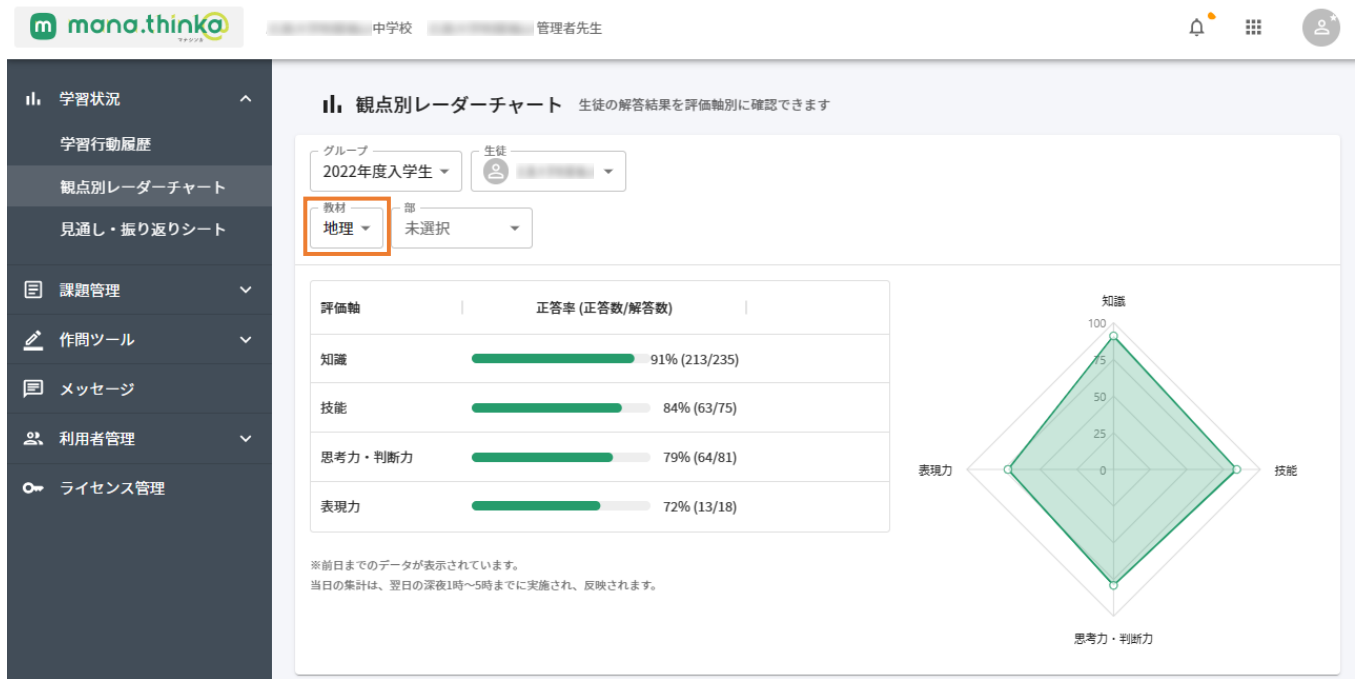 mana.thinka
マナシンカ
中学校 管理者先生
学習状況
学習行動履歴
観点別レーダーチャート
見通し・振り返りシート
課題管理
作問ツール
メッセージ
利用者管理
ライセンス管理
観点別レーダーチャート 生徒の解答結果を評価軸別に確認できます
グループ 生徒
2022年度入学生
教材 部
地理 未選択
評価軸 正答率 (正答数/解答数)
知識 91% (213/235)
技能 84% (63/75)
思考力・判断力 79% (64/81)
表現力 72% (13/18)
※前日までのデータが表示されています。
当日の集計は、翌日の深夜1時～5時までに実施され、反映されます。
知識
100
75
50
25
表現力 0 技能
思考力・判断力